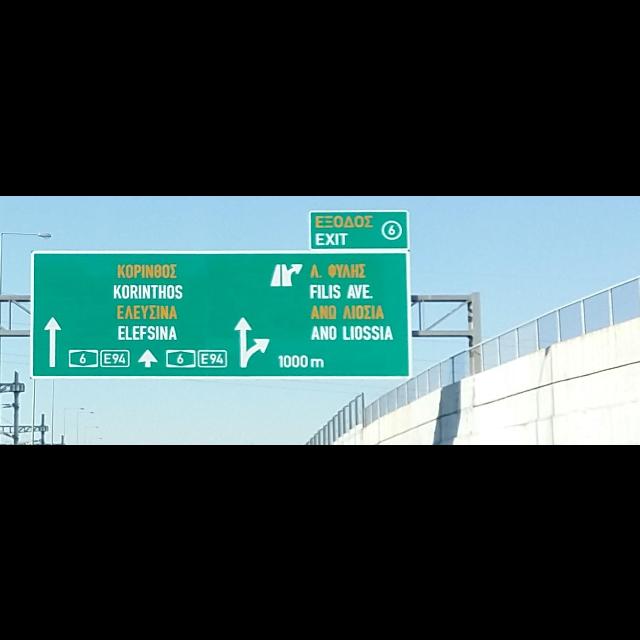 ΕΞΟΔΟΣ
EXIT 6
ΚΟΡΙΝΘΟΣ
KORINTHOS
ΕΛΕΥΣΙΝΑ
ELEFSINA
6 E94 6 E94
Λ. ΦΥΛΗΣ
FILIS AVE.
ΑΝΩ ΛΙΟΣΙΑ
ANO LIOSSIA
1000 m